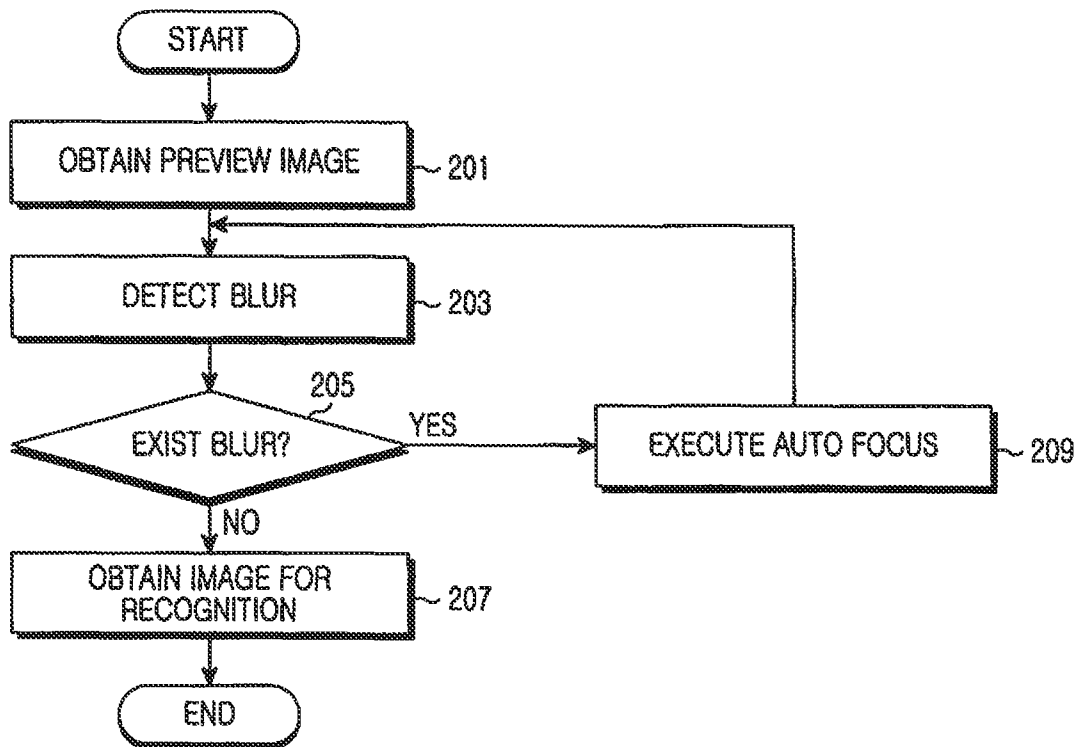 START
OBTAIN PREVIEW IMAGE
201
DETECT BLUR
203
205
EXIST BLUR?
YES
EXECUTE AUTO FOCUS
209
NO
OBTAIN IMAGE FOR
RECOGNITION
207
END